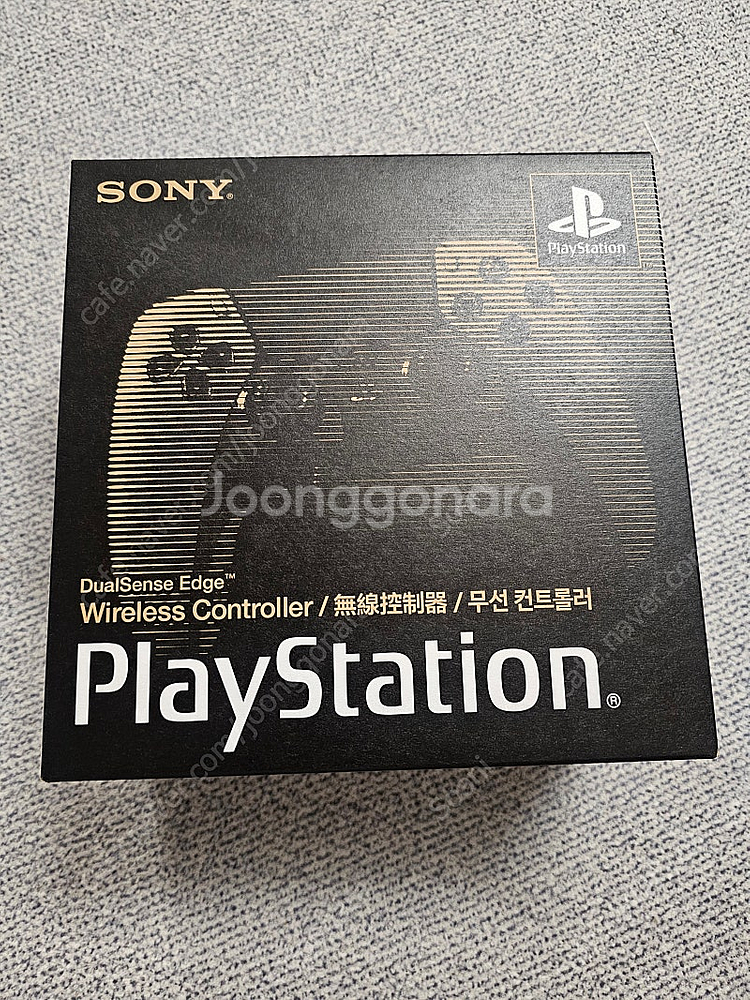 SONY®
PlayStation
Joonggonara
DualSense Edge™
Wireless Controller / 無線控制器 / 무선 컨트롤러
PlayStation®